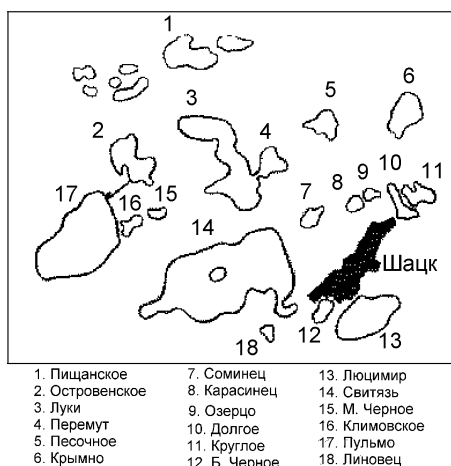 1
6
3
5
2
4
10
9
11
8
17
16
15
7
14
Шацк
12
18
13
1. Пищанское
2. Островенское
3. Луки
4. Перемут
5. Песочное
6. Крымно
7. Соминец
8. Карасинец
9. Озерцо
10. Долгое
11. Круглое
12 Б. Черное
13. Люцимир
14. Свитязь
15. М. Черное
16. Климовское
17. Пульмо
18. Линовец